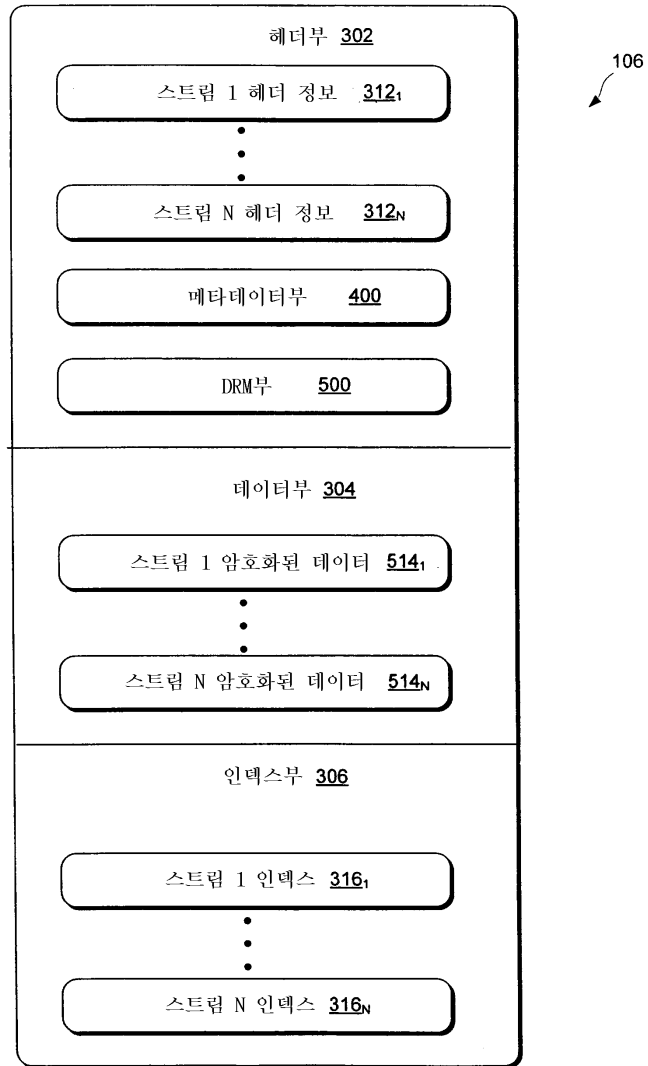 헤더부 302
106
스트림 1 헤더 정보 312₁
스트림 N 헤더 정보 312ₙ
메타데이터부 400
DRM부 500
데이터부 304
스트림 1 암호화된 데이터 514₁
스트림 N 암호화된 데이터 514ₙ
인덱스부 306
스트림 1 인덱스 316₁
스트림 N 인덱스 316ₙ